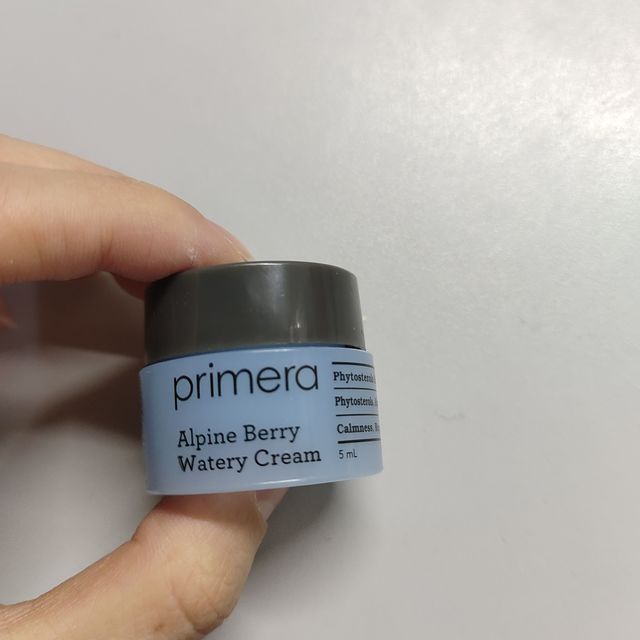 primera
Alpine Berry
Watery Cream
Phytosterols
Phytosterols,
Calmness,
5 mL